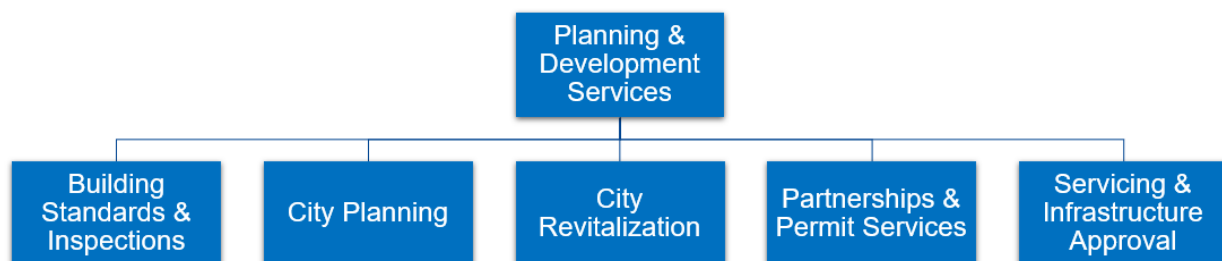 Planning &
Development
Services
Building
Standards &
Inspections
City Planning
City
Revitalization
Partnerships &
Permit Services
Servicing &
Infrastructure
Approval